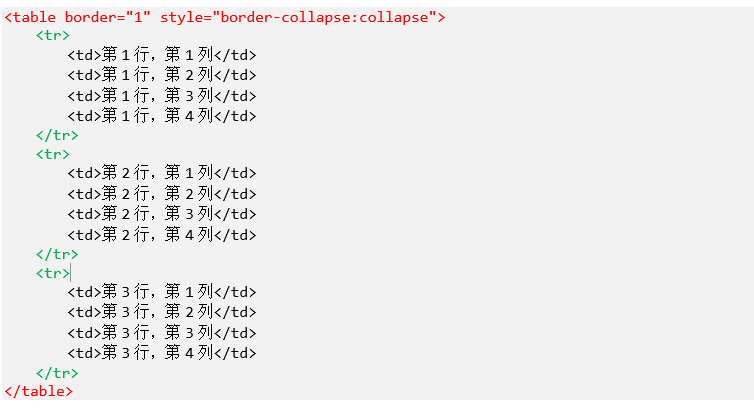 <table border="1" style="border-collapse:collapse">
<tr>
<td>第 1 行，第 1 列</td>
<td>第 1 行，第 2 列</td>
<td>第 1 行，第 3 列</td>
<td>第 1 行，第 4 列</td>
</tr>
<tr>
<td>第 2 行，第 1 列</td>
<td>第 2 行，第 2 列</td>
<td>第 2 行，第 3 列</td>
<td>第 2 行，第 4 列</td>
</tr>
<tr>
<td>第 3 行，第 1 列</td>
<td>第 3 行，第 2 列</td>
<td>第 3 行，第 3 列</td>
<td>第 3 行，第 4 列</td>
</tr>
</table>